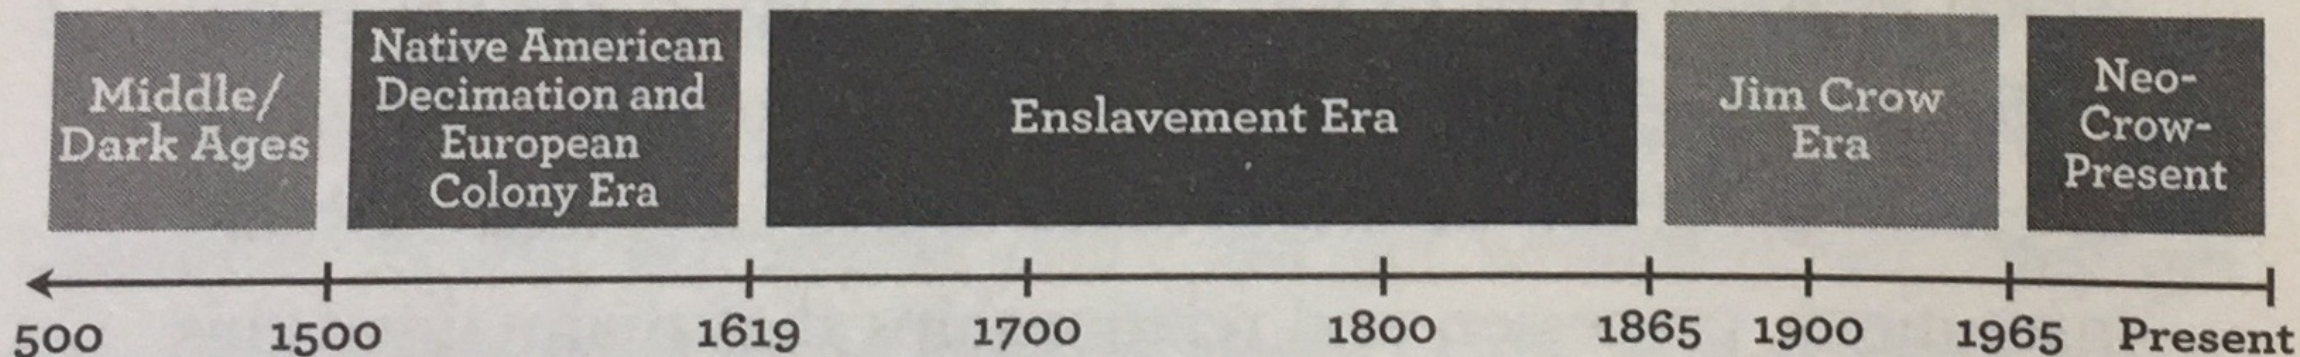 Middle/
Dark Ages
Native American
Decimation and
European
Colony Era
Enslavement Era
Jim Crow
Era
Neo-
Crow-
Present
500 1500 1619 1700 1800 1865 1900 1965 Present